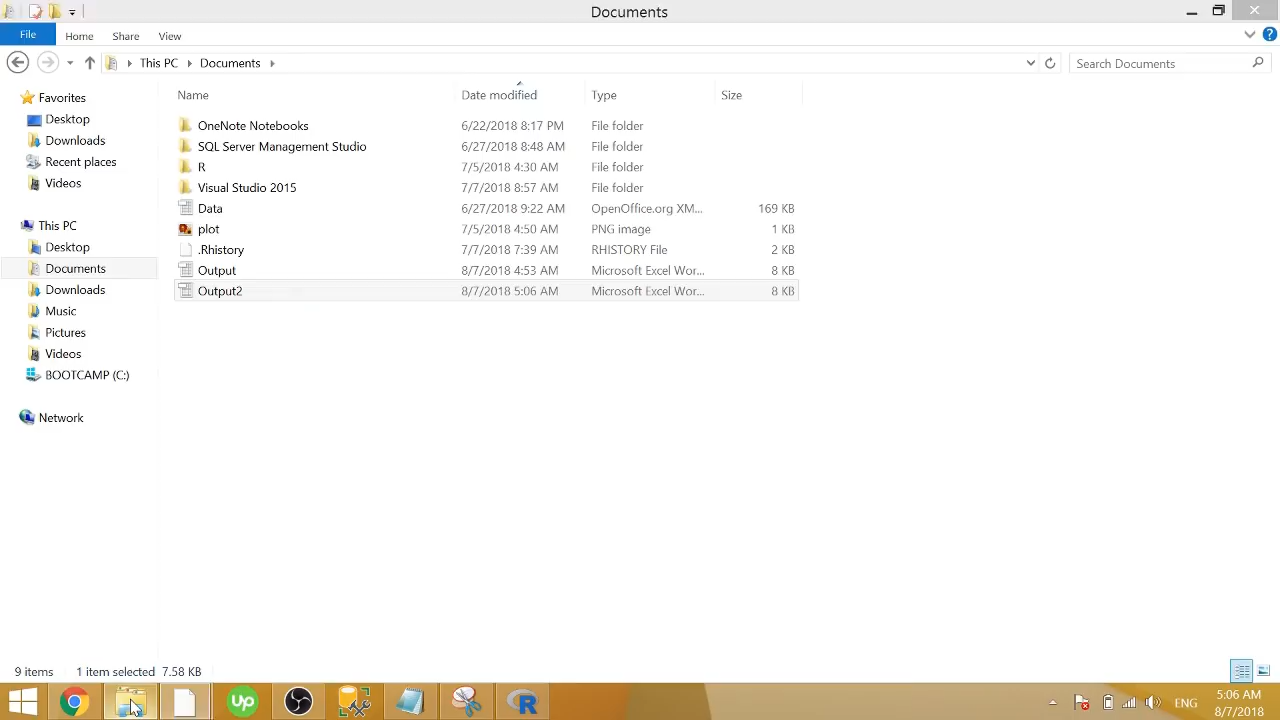 Documents
File Home Share View
This PC Documents Search Documents
Name Date modified Type Size
Favorites
Desktop
Downloads
Recent places
Videos
This PC
Desktop
Documents
Downloads
Music
Pictures
Videos
BOOTCAMP (C:)
Network
OneNote Notebooks 6/22/2018 8:17 PM File folder
SQL Server Management Studio 6/27/2018 8:48 AM File folder
R 7/5/2018 4:30 AM File folder
Visual Studio 2015 7/7/2018 8:57 AM File folder
Data 6/27/2018 9:22 AM OpenOffice.org XM... 169 KB
plot 7/5/2018 4:50 AM PNG image 1 KB
.Rhistory 7/7/2018 7:39 AM RHISTORY File 2 KB
Output 8/7/2018 4:53 AM Microsoft Excel Wor... 8 KB
Output2 8/7/2018 5:06 AM Microsoft Excel Wor... 8 KB
9 items 1 item selected 7.58 KB
Up R ENG 5:06 AM
8/7/2018